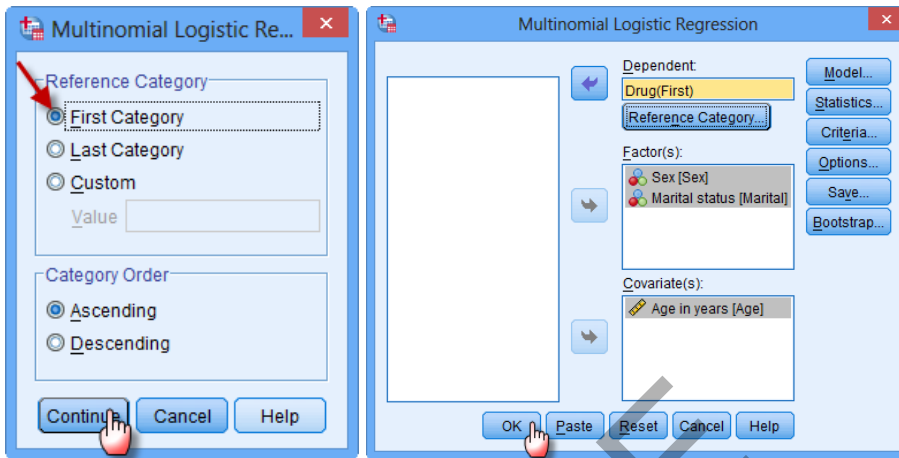 Multinomial Logistic Re...
Reference Category
First Category
Last Category
Custom
Value
Category Order
Ascending
Descending
Continue Cancel Help
Multinomial Logistic Regression
Dependent:
Drug(First)
Reference Category...
Factor(s):
Sex [Sex]
Marital status [Marital]
Covariate(s):
Age in years [Age]
Model...
Statistics...
Criteria...
Options...
Save...
Bootstrap...
OK Paste Reset Cancel Help